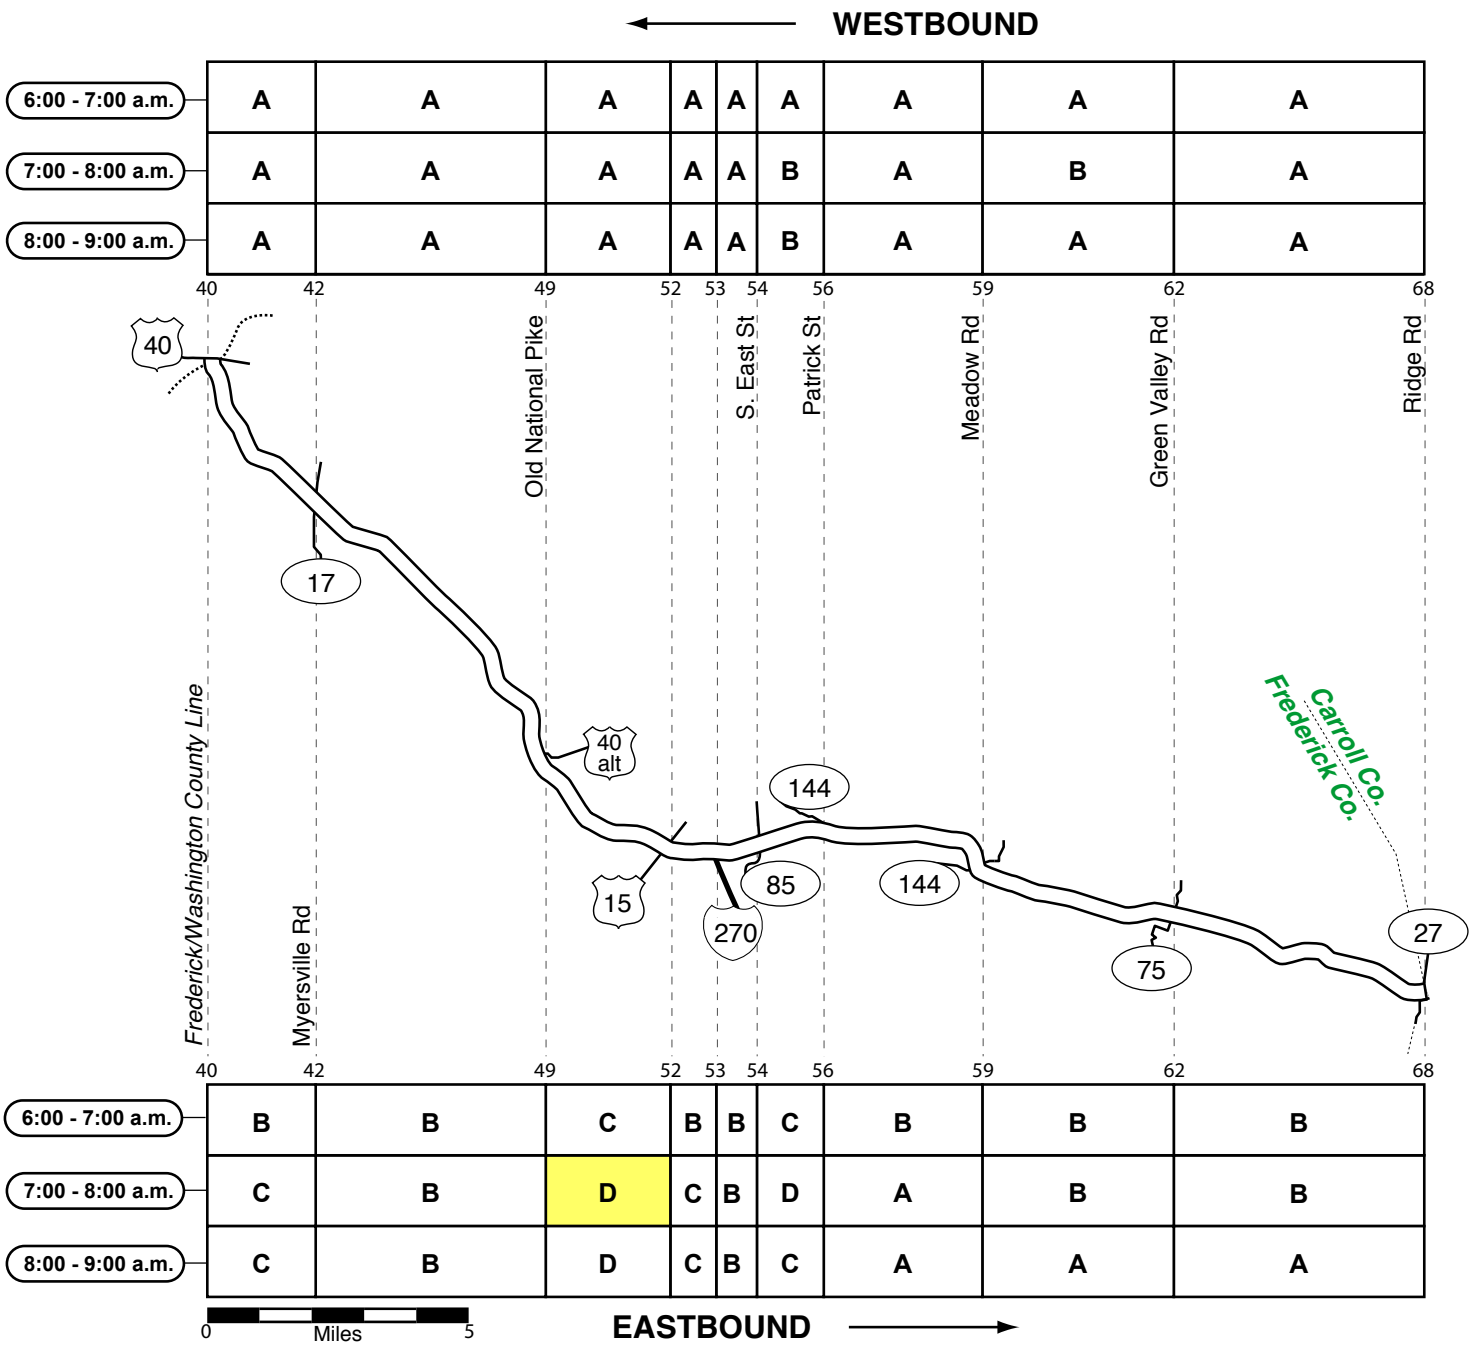 WESTBOUND
6:00 - 7:00 a.m. A A A A A A A A A
7:00 - 8:00 a.m. A A A A A B A B A
8:00 - 9:00 a.m. A A A A A B A A A
40 42 49 52 53 54 56 59 62 68
Old National Pike
S. East St
Patrick St
Meadow Rd
Green Valley Rd
Ridge Rd
40
17
Frederick/Washington County Line
Myersville Rd
40
alt
15
270
85
144
144
75
27
Carroll Co.
Frederick Co.
40 42 49 52 53 54 56 59 62 68
6:00 - 7:00 a.m. B B C B B C B B B
7:00 - 8:00 a.m. C B D C B D A B B
8:00 - 9:00 a.m. C B D C B C A A A
0 Miles 5
EASTBOUND